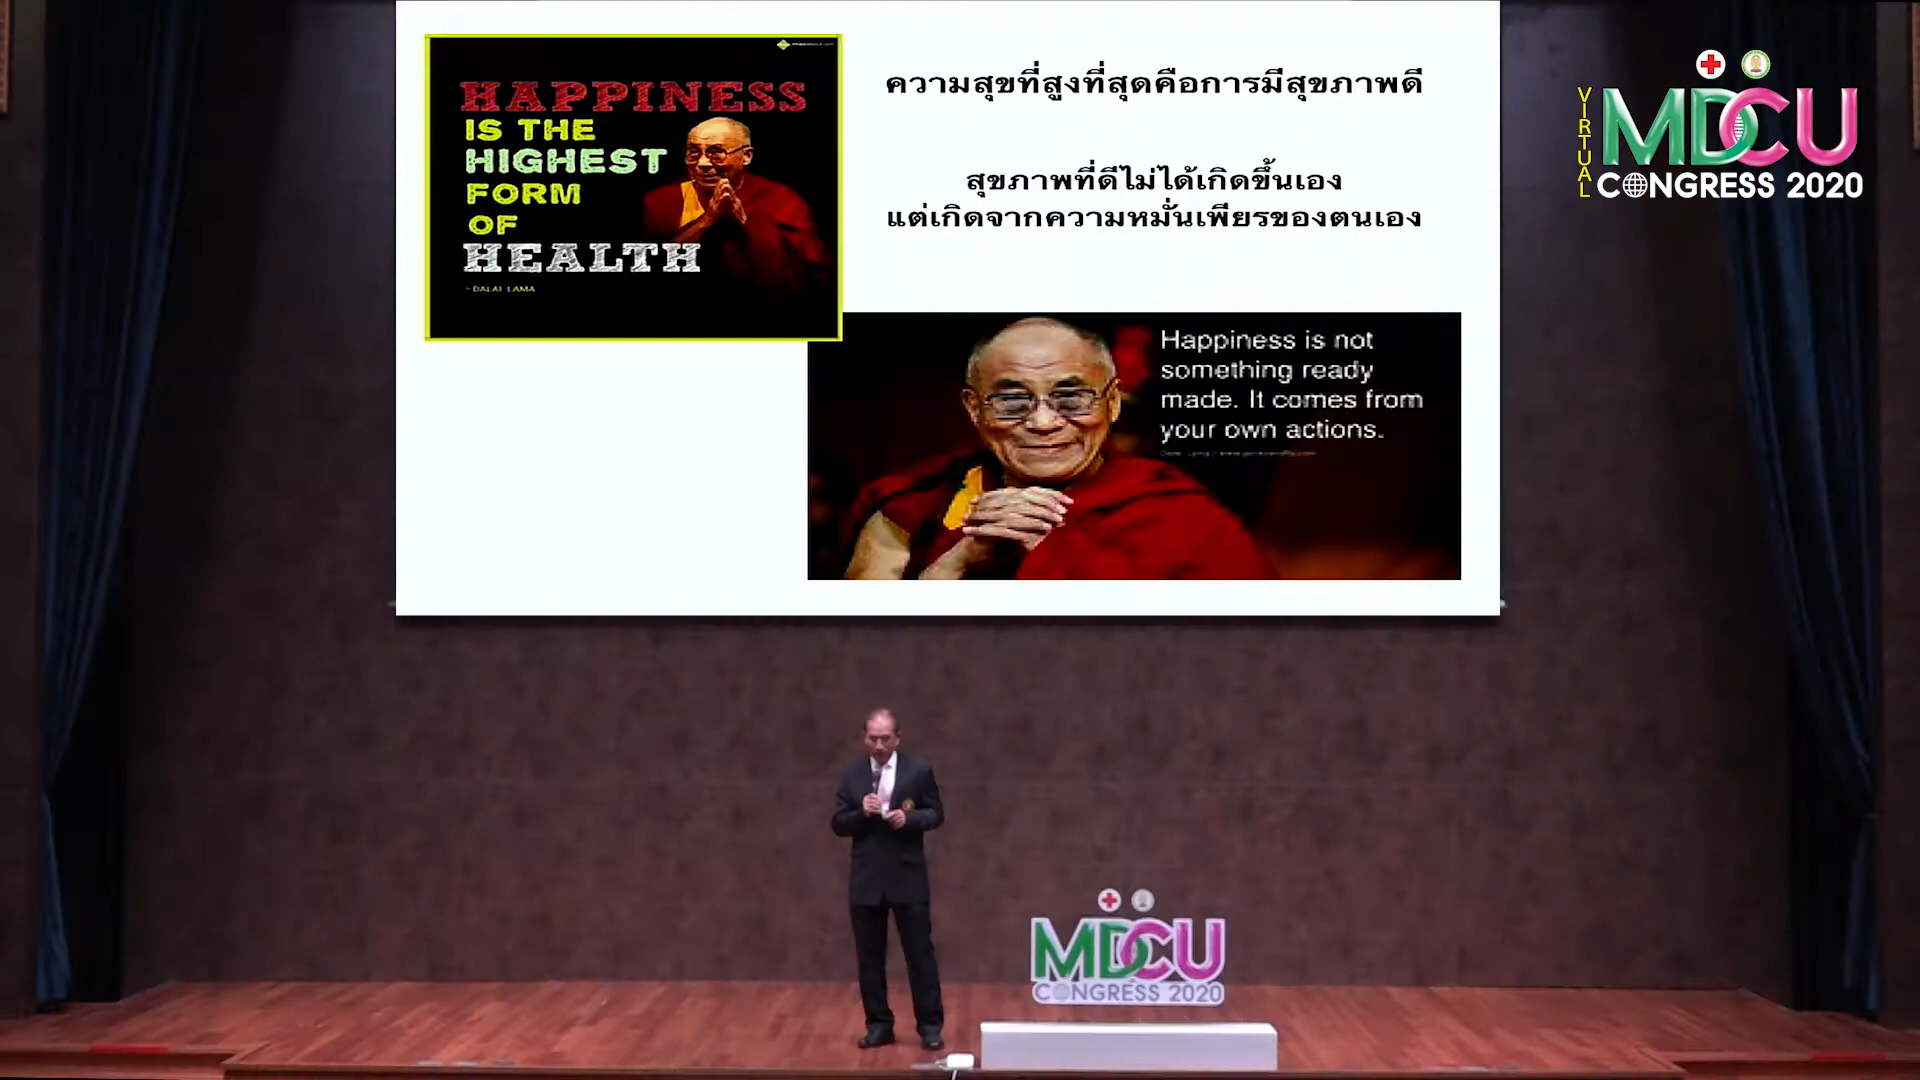 HAPPINESS
IS THE
HIGHEST
FORM
OF
HEALTH
~ DALAI LAMA
ความสุขที่สูงที่สุดคือการมีสุขภาพดี
สุขภาพที่ดีไม่ได้เกิดขึ้นเอง
แต่เกิดจากความหมั่นเพียรของตนเอง
Happiness is not
something ready
made. It comes from
your own actions.
VIRTUAL
MDCU
CONGRESS 2020
MDCU
CONGRESS 2020